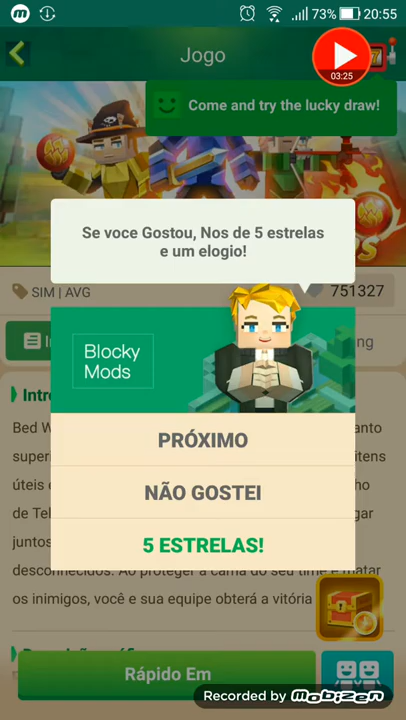 73% 20:55
Jogo
03:25
Come and try the lucky draw!
Se voce Gostou, Nos de 5 estrelas
e um elogio!
SIM | AVG
751327
Blocky
Mods
PRÓXIMO
NÃO GOSTEI
5 ESTRELAS!
Intro
Bed W
anto
super
itens
úteis e
ho
de Tel
gar
juntos
desconhecidos. Ao proteger a cama do seu time e matar
os inimigos, você e sua equipe obterá a vitória
Rápido Em
Recorded by mobizen